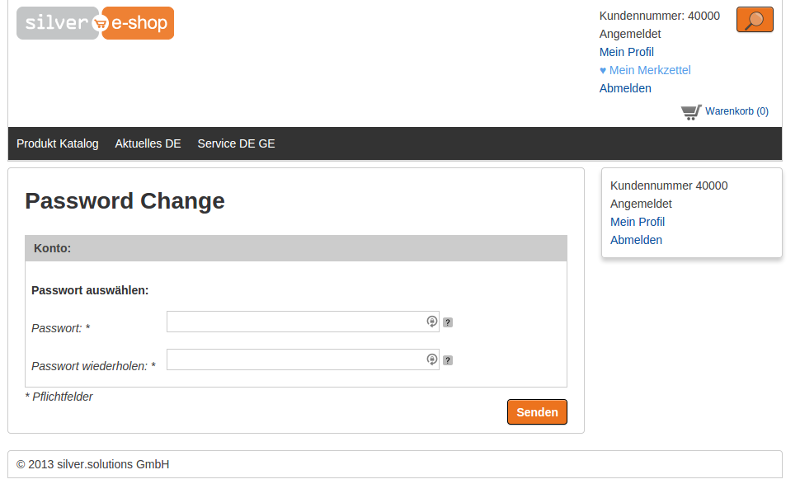 silver e-shop
Kundennummer: 40000
Angemeldet
Mein Profil
♥ Mein Merkzettel
Abmelden
Warenkorb (0)
Produkt Katalog Aktuelles DE Service DE GE
Password Change
Konto:
Passwort auswählen:
Passwort: * ?
Passwort wiederholen: * ?
* Pflichtfelder
Senden
Kundennummer 40000
Angemeldet
Mein Profil
Abmelden
© 2013 silver.solutions GmbH